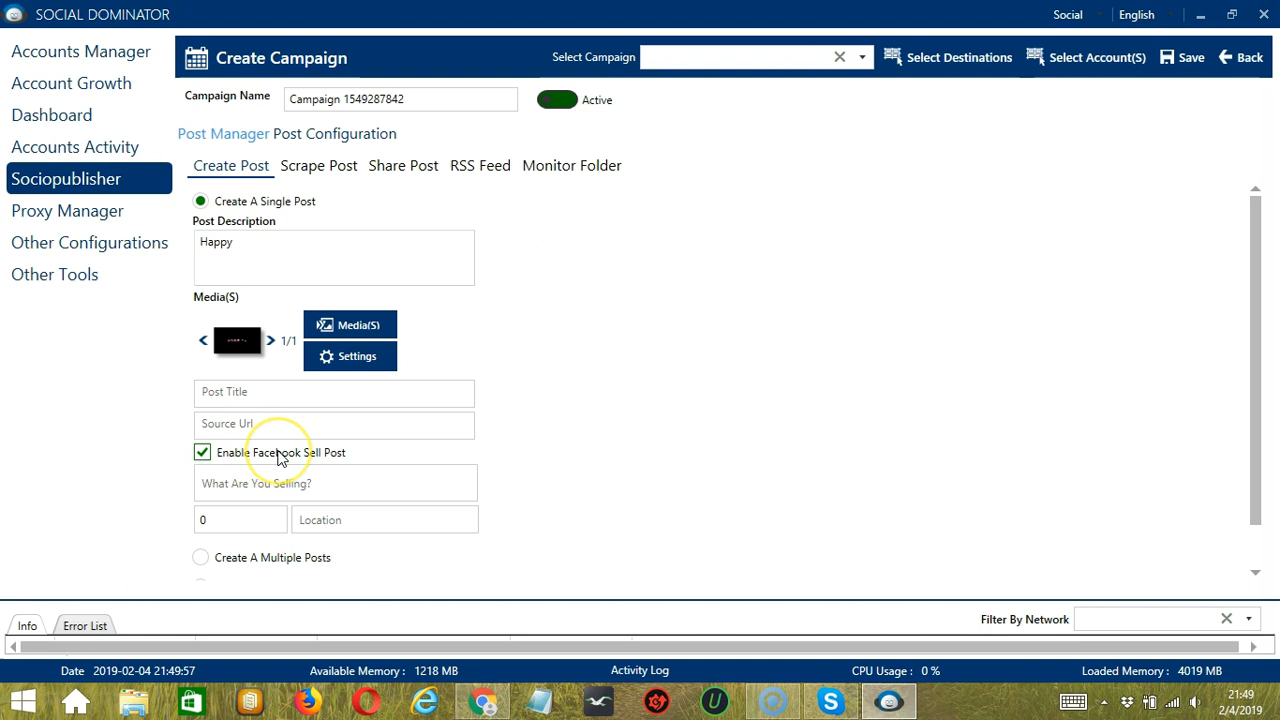 SOCIAL DOMINATOR
Social
English
Accounts Manager
Account Growth
Dashboard
Accounts Activity
Sociopublisher
Proxy Manager
Other Configurations
Other Tools
Create Campaign
Select Campaign
Select Destinations
Select Account(S)
Save
Back
Campaign Name
Campaign 1549287842
Active
Post Manager Post Configuration
Create Post Scrape Post Share Post RSS Feed Monitor Folder
Create A Single Post
Post Description
Happy
Media(S)
1/1
Media(S)
Settings
Post Title
Source Url
Enable Facebook Sell Post
What Are You Selling?
0
Location
Create A Multiple Posts
Info
Error List
Filter By Network
Date 2019-02-04 21:49:57
Available Memory : 1218 MB
Activity Log
CPU Usage : 0 %
Loaded Memory : 4019 MB
21:49
2/4/2019